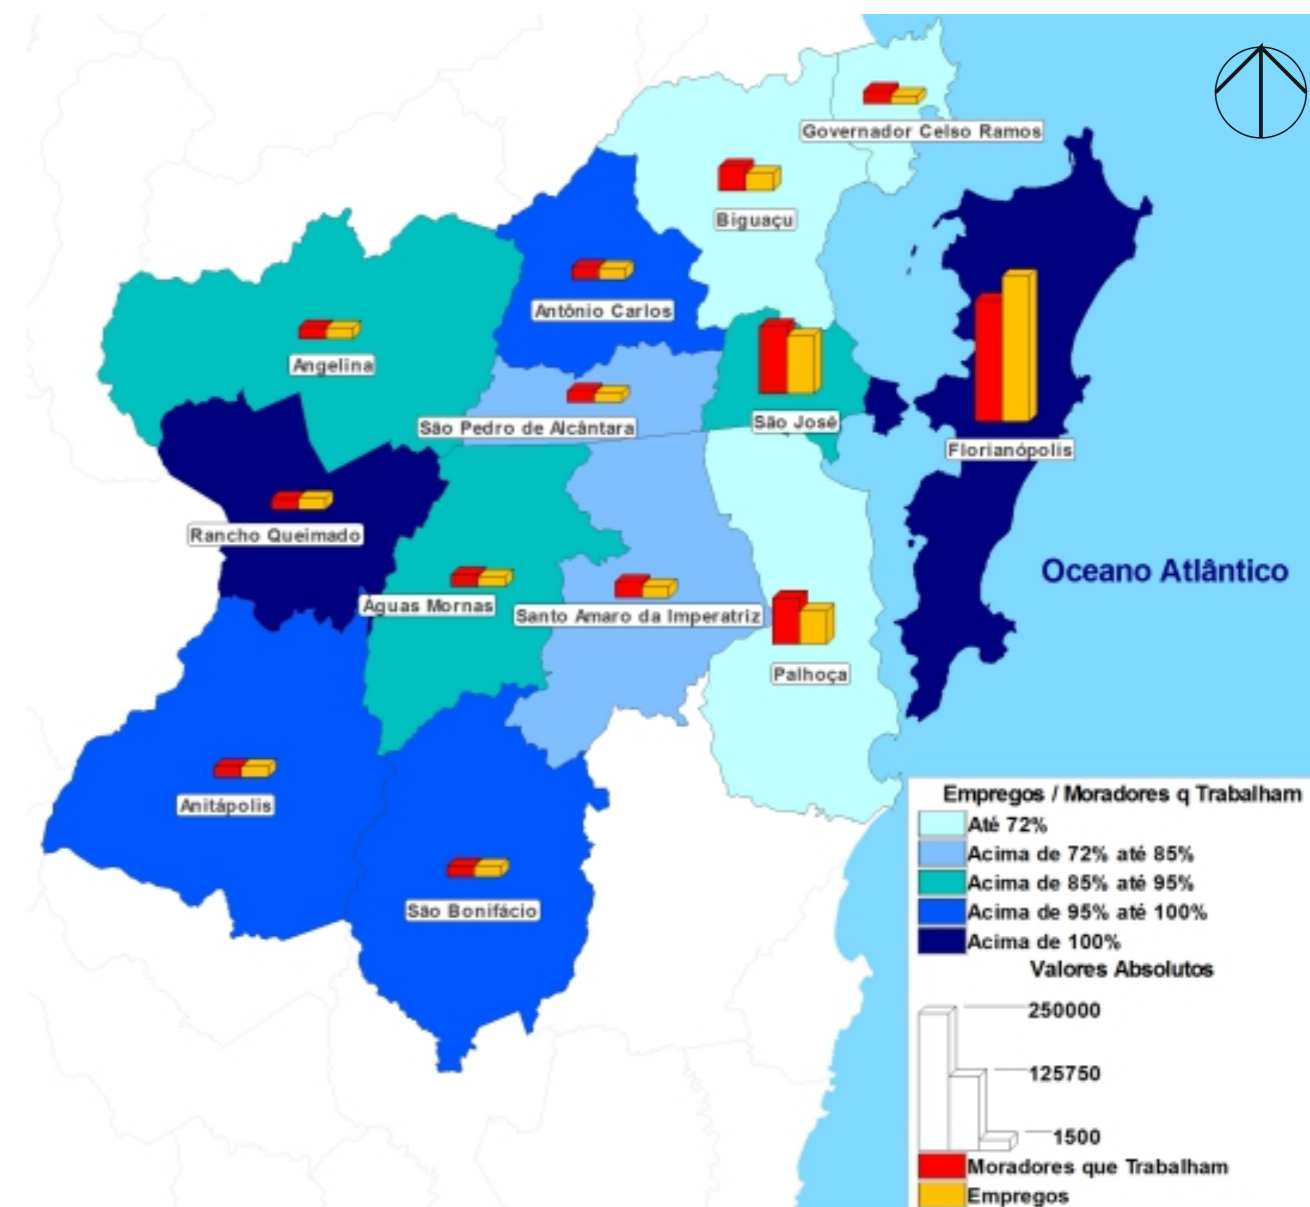 Governador Celso Ramos
Biguaçu
Antônio Carlos
Angelina
São Pedro de Alcântara
São José
Florianópolis
Rancho Queimado
Oceano Atlântico
Águas Mornas
Santo Amaro da Imperatriz
Palhoça
Anitápolis
São Bonifácio
Empregos / Moradores q Trabalham
Até 72%
Acima de 72% até 85%
Acima de 85% até 95%
Acima de 95% até 100%
Acima de 100%
Valores Absolutos
250000
125750
1500
Moradores que Trabalham
Empregos